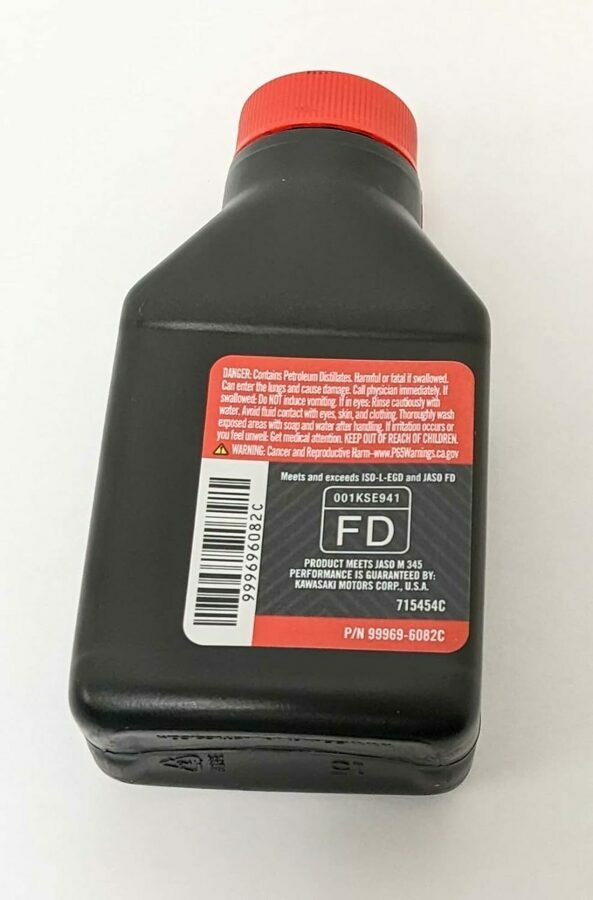 DANGER: Contains Petroleum Distillates. Harmful or fatal if swallowed.
Can enter the lungs and cause damage. Call physician immediately. If
swallowed: Do NOT induce vomiting. If in eyes: Rinse cautiously with
water. Avoid fluid contact with eyes, skin, and clothing. Thoroughly wash
exposed areas with soap and water after handling. If irritation occurs or
you feel unwell: Get medical attention. KEEP OUT OF REACH OF CHILDREN.
WARNING: Cancer and Reproductive Harm-www.P65Warnings.ca.gov
999696082C
Meets and exceeds ISO-L-EGD and JASO FD
001KSE941
FD
PRODUCT MEETS JASO M 345
PERFORMANCE IS GUARANTEED BY:
KAWASAKI MOTORS CORP., U.S.A.
715454C
P/N 99969-6082C